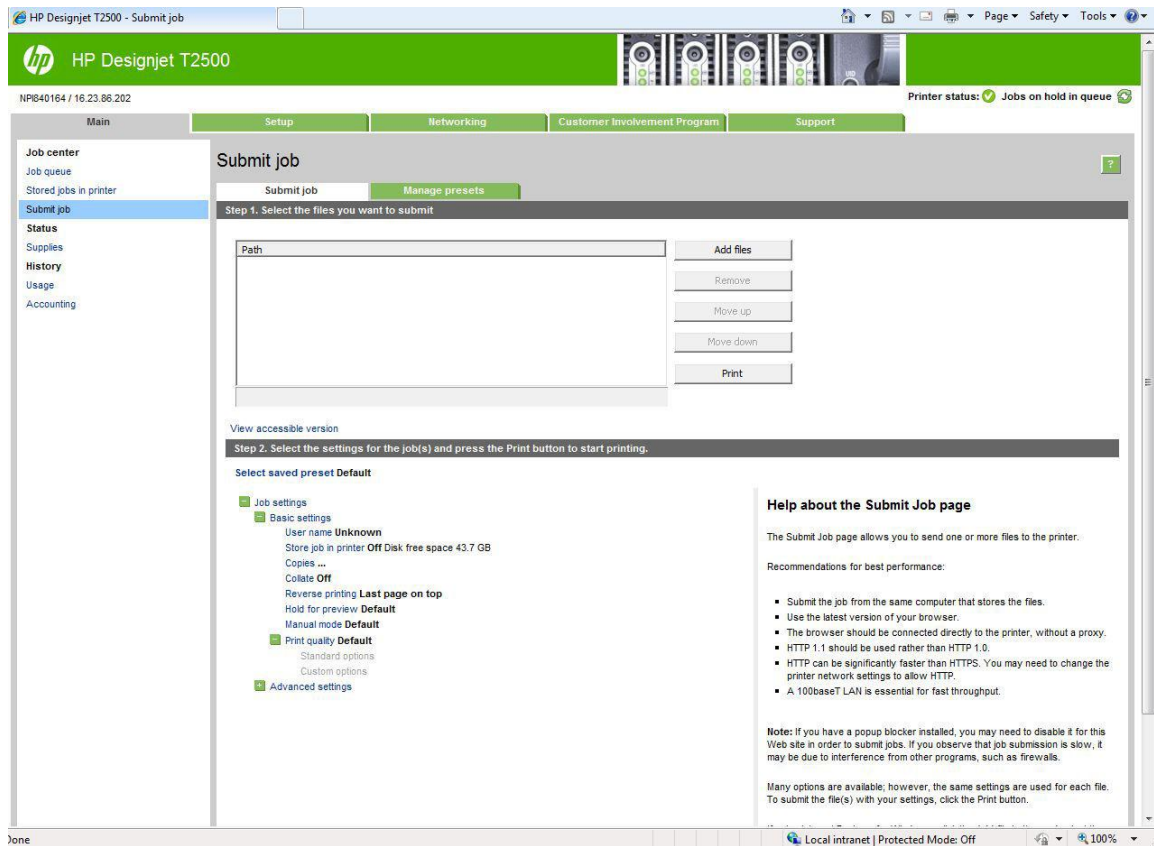 HP Designjet T2500 - Submit job
Page Safety Tools
hp HP Designjet T2500
NPI840164 / 16.23.86.202
Printer status: Jobs on hold in queue
Main Setup Networking Customer Involvement Program Support
Job center
Job queue
Stored jobs in printer
Submit job
Status
Supplies
History
Usage
Accounting
Submit job
?
Submit job Manage presets
Step 1. Select the files you want to submit
Path
Add files
Remove
Move up
Move down
Print
View accessible version
Step 2. Select the settings for the job(s) and press the Print button to start printing.
Select saved preset Default
Job settings
Basic settings
User name Unknown
Store job in printer Off Disk free space 43.7 GB
Copies ...
Collate Off
Reverse printing Last page on top
Hold for preview Default
Manual mode Default
Print quality Default
Standard options
Custom options
Advanced settings
Help about the Submit Job page
The Submit Job page allows you to send one or more files to the printer.
Recommendations for best performance:
Submit the job from the same computer that stores the files.
Use the latest version of your browser.
The browser should be connected directly to the printer, without a proxy.
HTTP 1.1 should be used rather than HTTP 1.0.
HTTP can be significantly faster than HTTPS. You may need to change the
printer network settings to allow HTTP.
A 100baseT LAN is essential for fast throughput.
Note: If you have a popup blocker installed, you may need to disable it for this
Web site in order to submit jobs. If you observe that job submission is slow, it
may be due to interference from other programs, such as firewalls.
Many options are available; however, the same settings are used for each file.
To submit the file(s) with your settings, click the Print button.
Done
Local intranet | Protected Mode: Off
100%